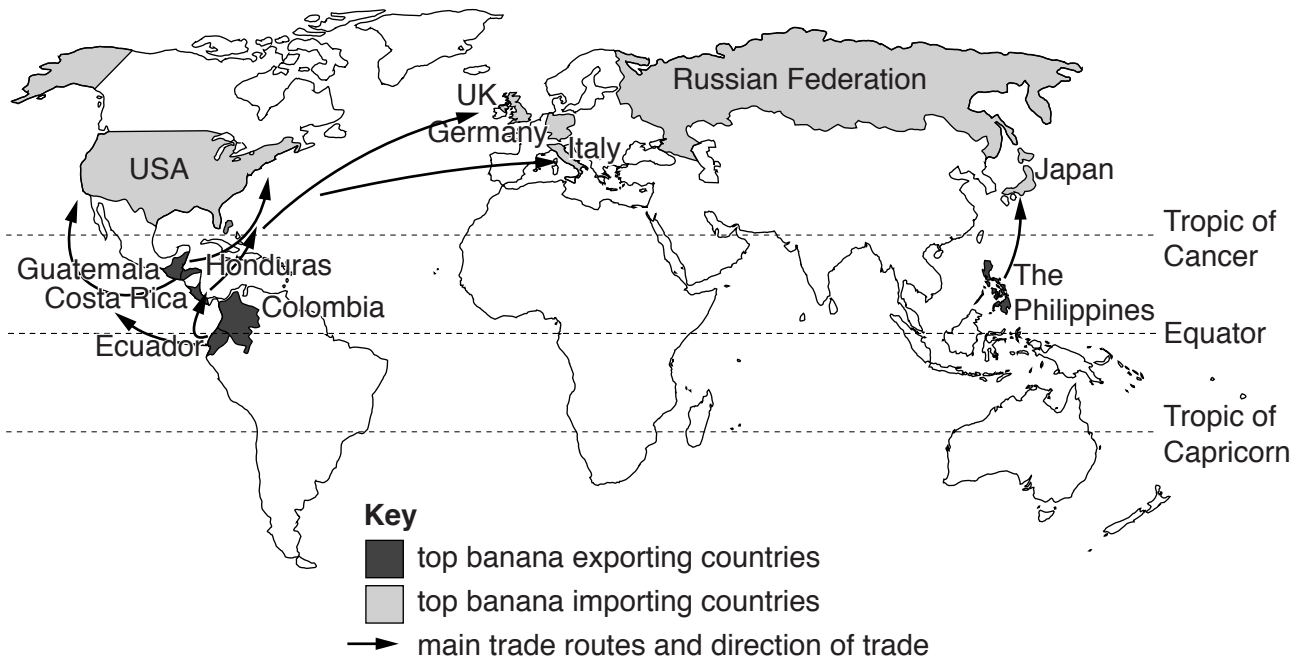 Russian Federation
UK
Germany
Italy
USA
Japan
Tropic of
Cancer
Guatemala
Honduras
Costa Rica
Colombia
The
Philippines
Ecuador
Equator
Tropic of
Capricorn
Key
top banana exporting countries
top banana importing countries
main trade routes and direction of trade